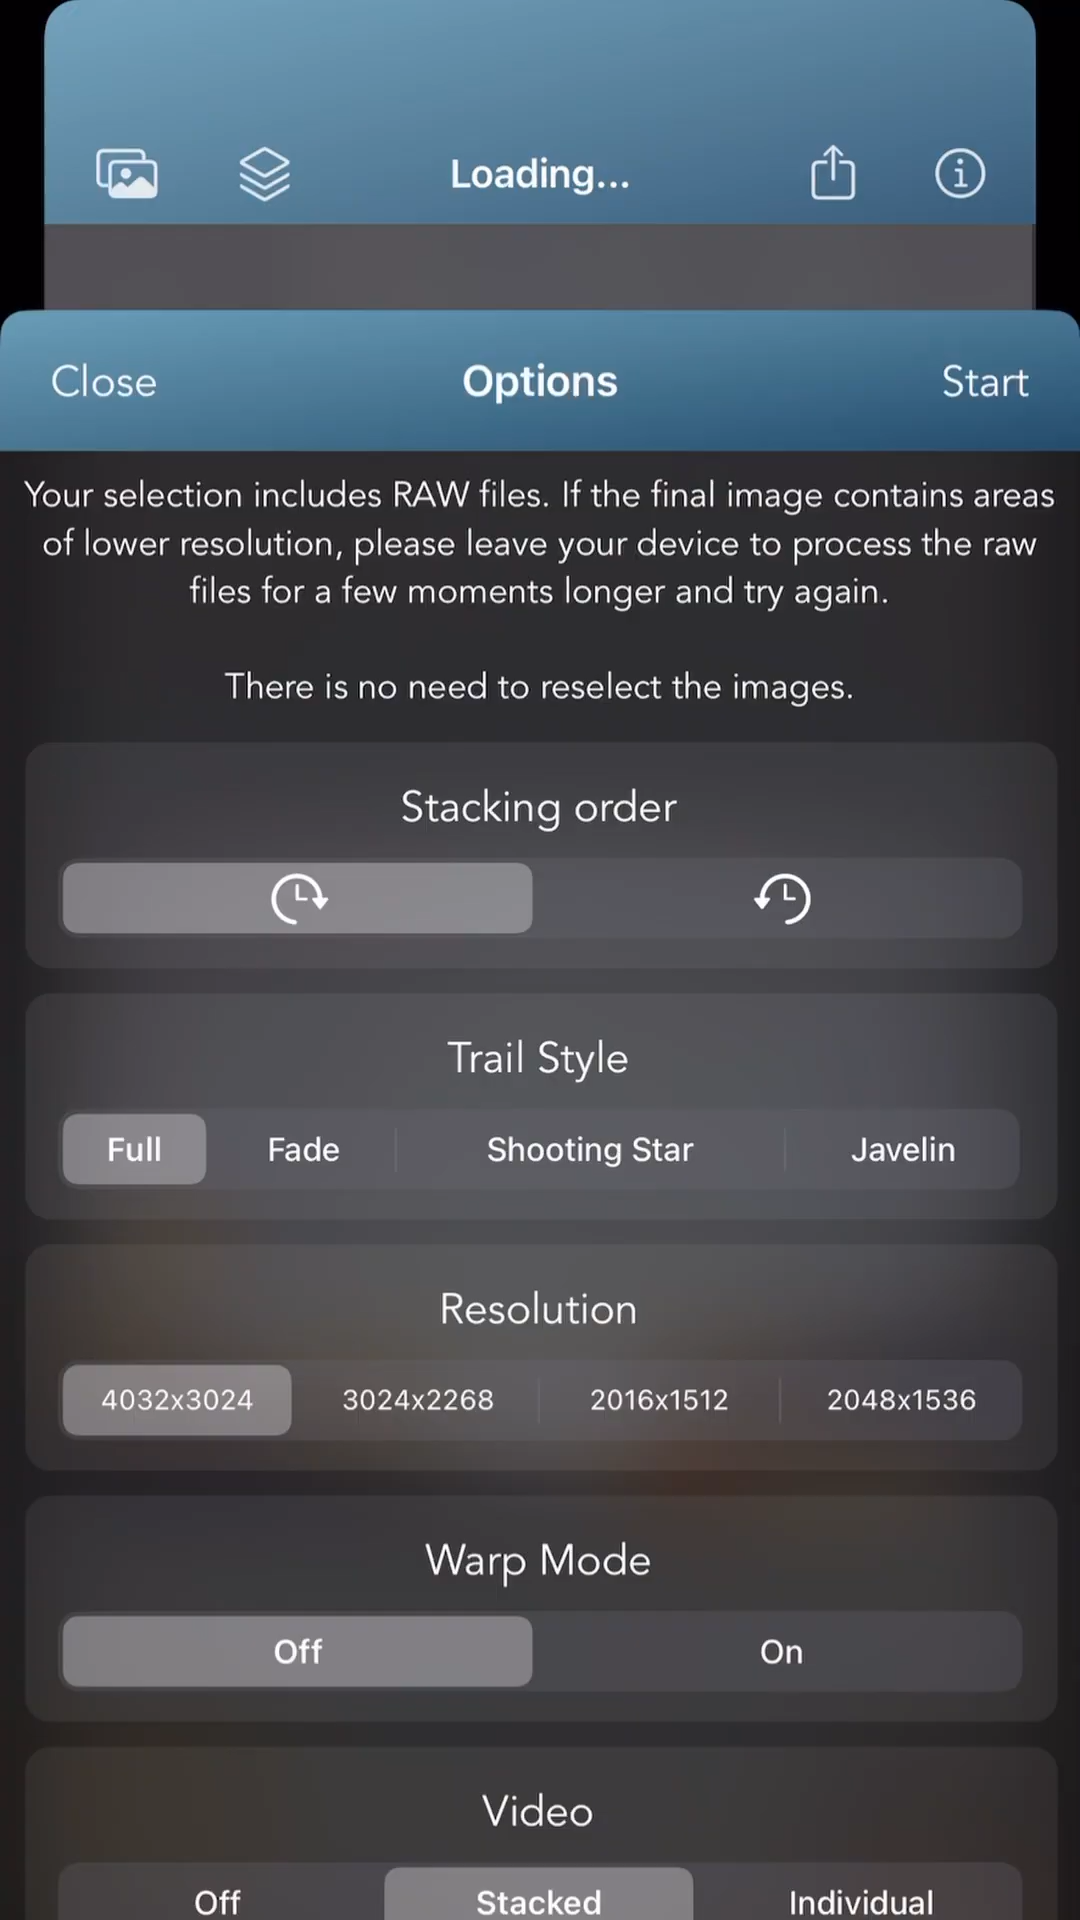 Loading...
Close
Options
Start
Your selection includes RAW files. If the final image contains areas
of lower resolution, please leave your device to process the raw
files for a few moments longer and try again.
There is no need to reselect the images.
Stacking order
Trail Style
Full
Fade
Shooting Star
Javelin
Resolution
4032x3024
3024x2268
2016x1512
2048x1536
Warp Mode
Off
On
Video
Off
Stacked
Individual